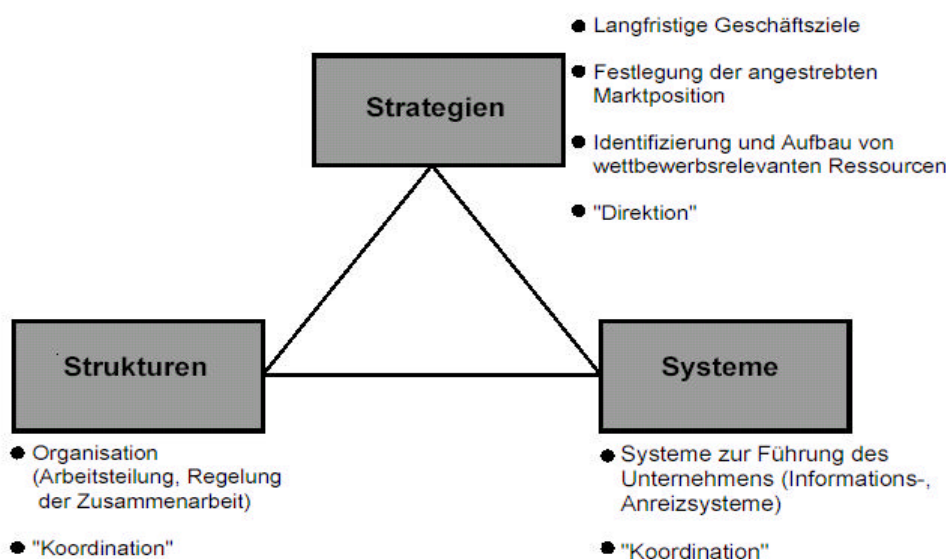 ● Langfristige Geschäftsziele
● Festlegung der angestrebten
Marktposition
● Identifizierung und Aufbau von
wettbewerbsrelevanten Ressourcen
● "Direktion"
Strategien
Strukturen
● Organisation
(Arbeitsteilung, Regelung
der Zusammenarbeit)
● "Koordination"
Systeme
● Systeme zur Führung des
Unternehmens (Informations-,
Anreizsysteme)
● "Koordination"